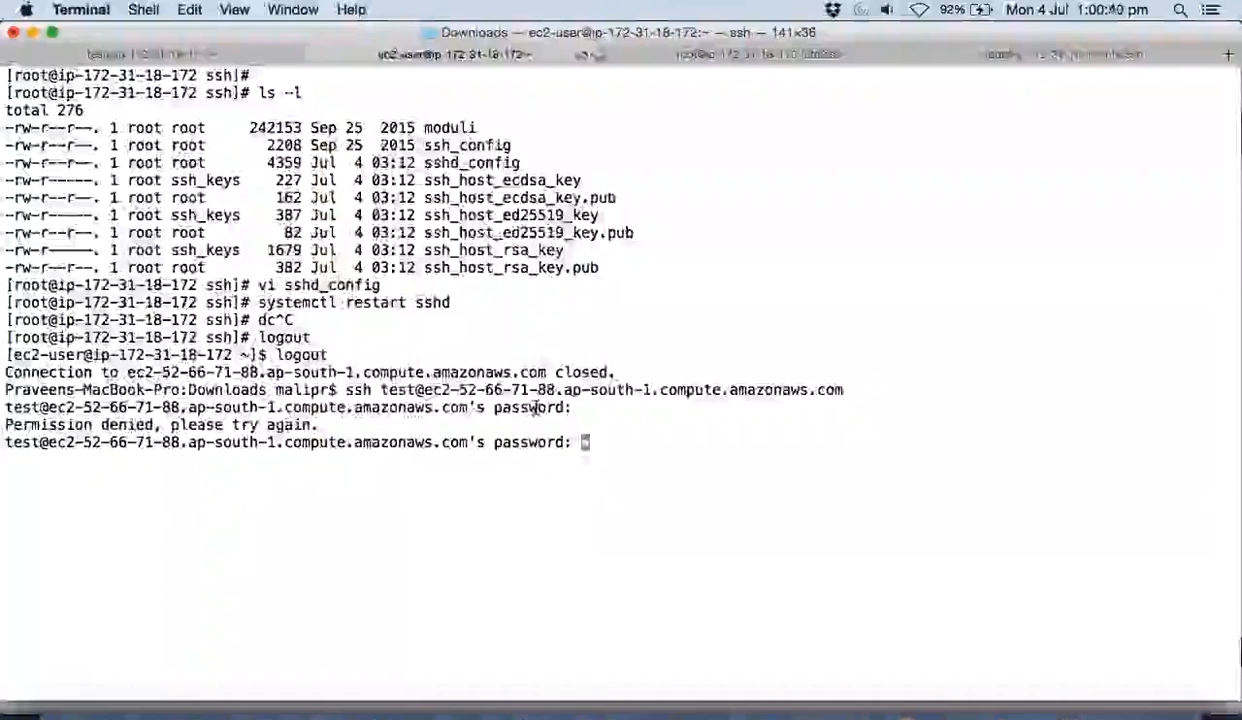 Terminal Shell Edit View Window Help 92% Mon 4 Jul 1:00:49 pm
Downloads — ec2-user@ip-172-31-18-172:~ — ssh — 141×36
[root@ip-172-31-18-172 ssh]#
[root@ip-172-31-18-172 ssh]# ls -l
total 276
-rw-r--r--. 1 root root 242153 Sep 25 2015 moduli
-rw-r--r--. 1 root root 2208 Sep 25 2015 ssh_config
-rw-r--r--. 1 root root 4359 Jul 4 03:12 sshd_config
-rw-r-----. 1 root ssh_keys 227 Jul 4 03:12 ssh_host_ecdsa_key
-rw-r--r--. 1 root root 162 Jul 4 03:12 ssh_host_ecdsa_key.pub
-rw-r-----. 1 root ssh_keys 387 Jul 4 03:12 ssh_host_ed25519_key
-rw-r--r--. 1 root root 82 Jul 4 03:12 ssh_host_ed25519_key.pub
-rw-r-----. 1 root ssh_keys 1679 Jul 4 03:12 ssh_host_rsa_key
-rw-r--r--. 1 root root 382 Jul 4 03:12 ssh_host_rsa_key.pub
[root@ip-172-31-18-172 ssh]# vi sshd_config
[root@ip-172-31-18-172 ssh]# systemctl restart sshd
[root@ip-172-31-18-172 ssh]# dc^C
[root@ip-172-31-18-172 ssh]# logout
[ec2-user@ip-172-31-18-172 ~]$ logout
Connection to ec2-52-66-71-88.ap-south-1.compute.amazonaws.com closed.
Praveens-MacBook-Pro:Downloads malipr$ ssh test@ec2-52-66-71-88.ap-south-1.compute.amazonaws.com
test@ec2-52-66-71-88.ap-south-1.compute.amazonaws.com's password:
Permission denied, please try again.
test@ec2-52-66-71-88.ap-south-1.compute.amazonaws.com's password: